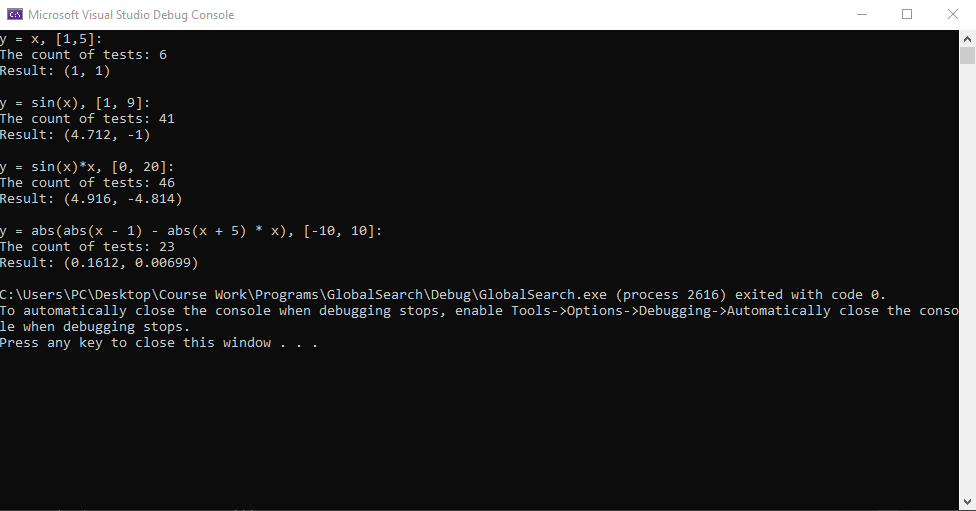 Microsoft Visual Studio Debug Console
y = x, [1,5]:
The count of tests: 6
Result: (1, 1)
y = sin(x), [1, 9]:
The count of tests: 41
Result: (4.712, -1)
y = sin(x)*x, [0, 20]:
The count of tests: 46
Result: (4.916, -4.814)
y = abs(abs(x - 1) - abs(x + 5) * x), [-10, 10]:
The count of tests: 23
Result: (0.1612, 0.00699)
C:\Users\PC\Desktop\Course Work\Programs\GlobalSearch\Debug\GlobalSearch.exe (process 2616) exited with code 0.
To automatically close the console when debugging stops, enable Tools->Options->Debugging->Automatically close the conso
le when debugging stops.
Press any key to close this window . . .